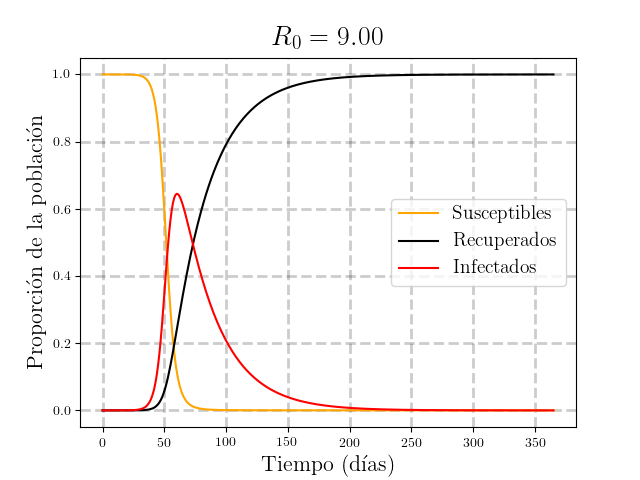 R₀ = 9.00
Proporción de la población
1.0
0.8
0.6
0.4
0.2
0.0
Susceptibles
Recuperados
Infectados
0 50 100 150 200 250 300 350
Tiempo (días)